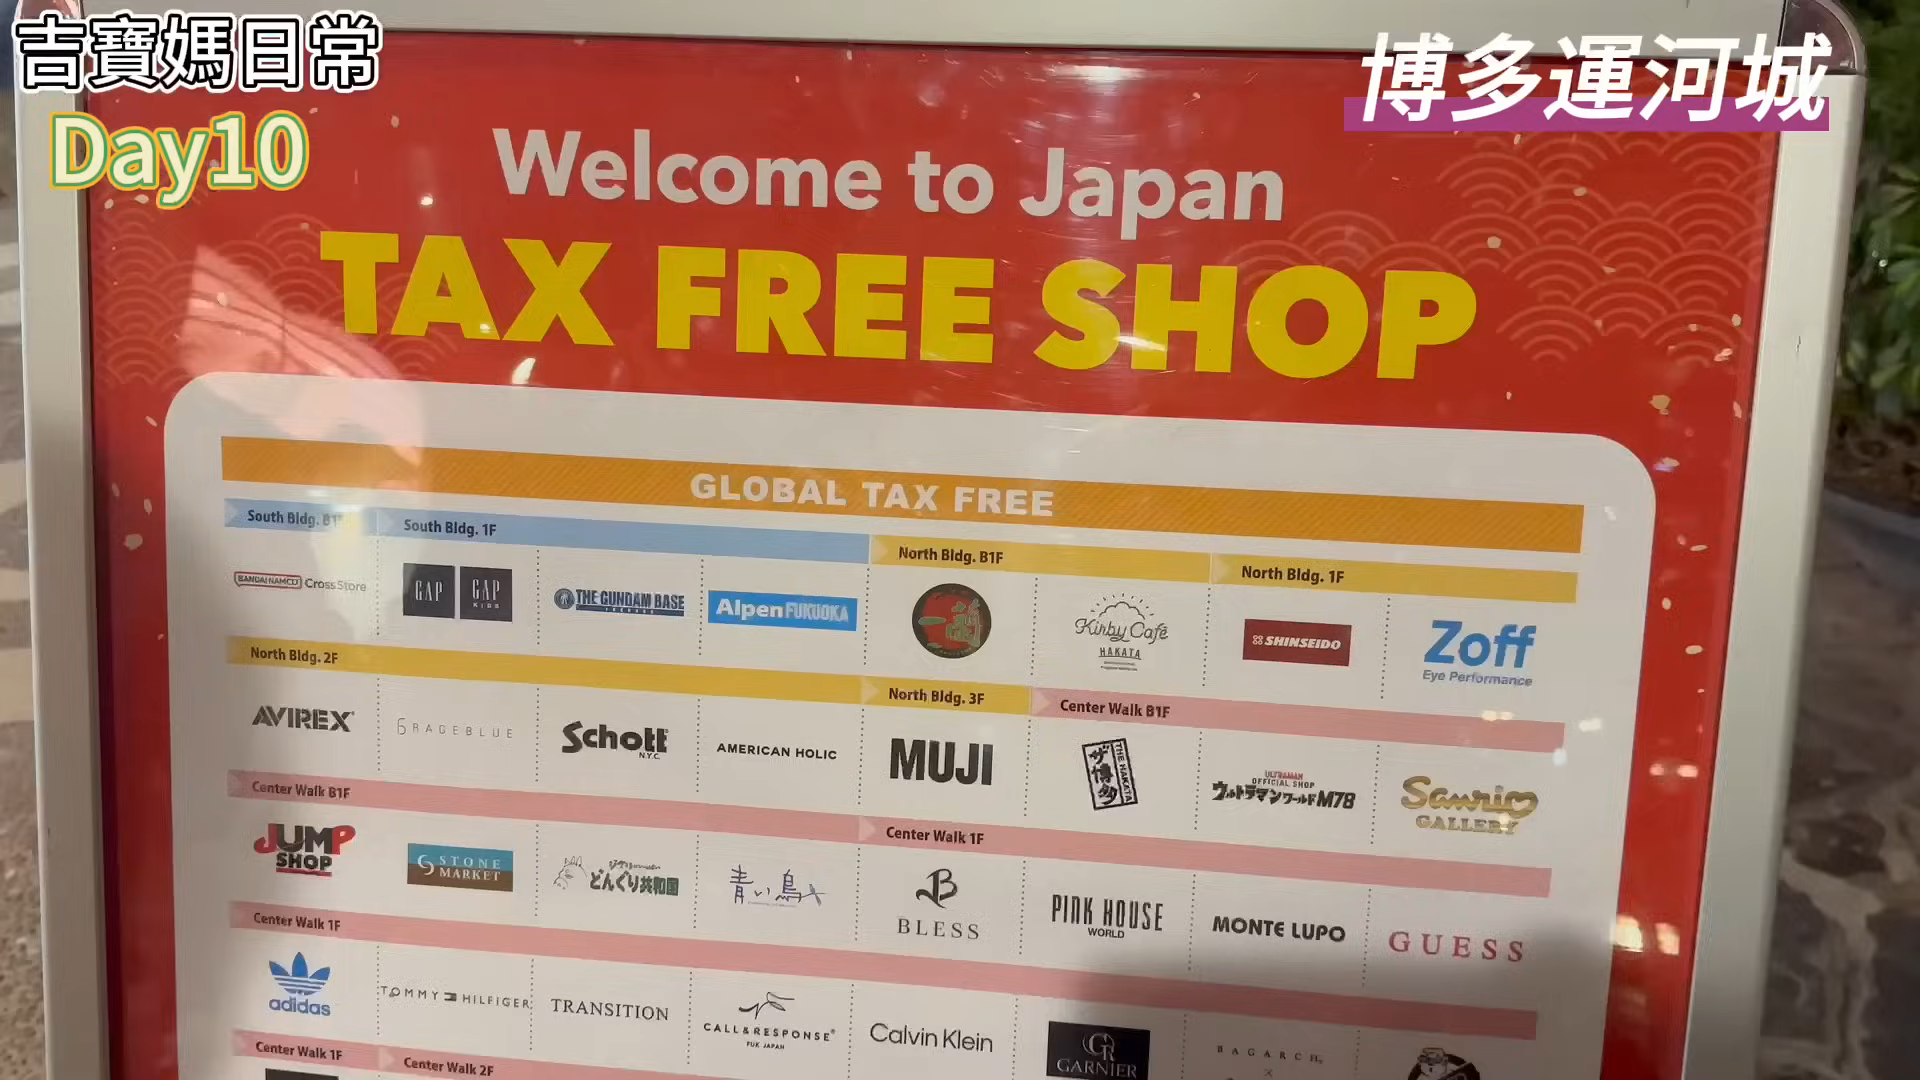 吉寶媽日常
Day10
博多運河城
Welcome to Japan
TAX FREE SHOP
GLOBAL TAX FREE
South Bldg. B1F
South Bldg. 1F
North Bldg. B1F
North Bldg. 1F
BANDAI NAMCO Cross Store
GAP
GAP KIDS
THE GUNDAM BASE
Alpen FUKUOKA
一蘭
Kirby Café
HAKATA
SHINSEIDO
Zoff
Eye Performance
North Bldg. 2F
North Bldg. 3F
Center Walk B1F
AVIREX
RAGEBLUE
Schott
N.Y.C.
AMERICAN HOLIC
MUJI
ザ・博多
THE HAKATA
ULTRAMAN
OFFICIAL SHOP
ウルトラマンワールドM78
Sanrio
GALLERY
Center Walk B1F
Center Walk 1F
JUMP
SHOP
STONE
MARKET
どんぐり共和国
青い鳥
BLESS
PINK HOUSE
WORLD
MONTE LUPO
GUESS
Center Walk 1F
adidas
TOMMY HILFIGER
TRANSITION
CALL&RESPONSE
FUK JAPAN
Calvin Klein
GR
GARNIER
BAGARCH
×
Center Walk 1F
Center Walk 2F